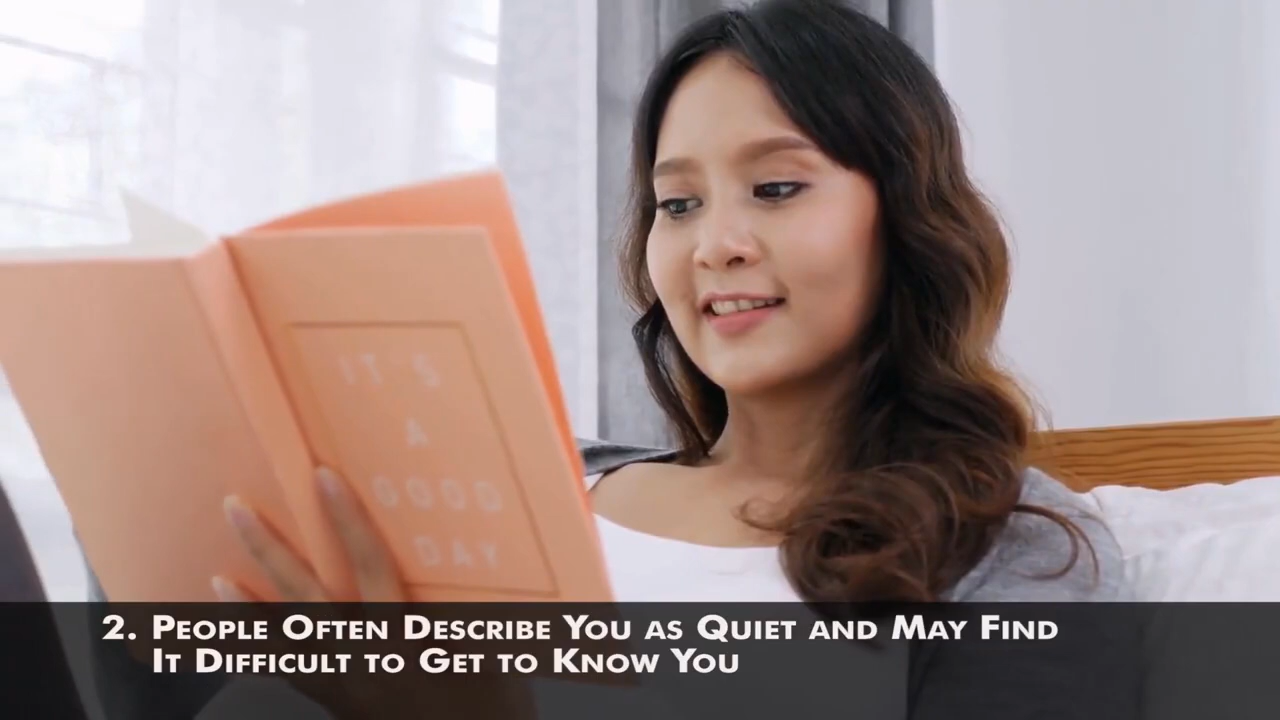 IT'S
A
GOOD
DAY
2. People Often Describe You as Quiet and May Find
It Difficult to Get to Know You